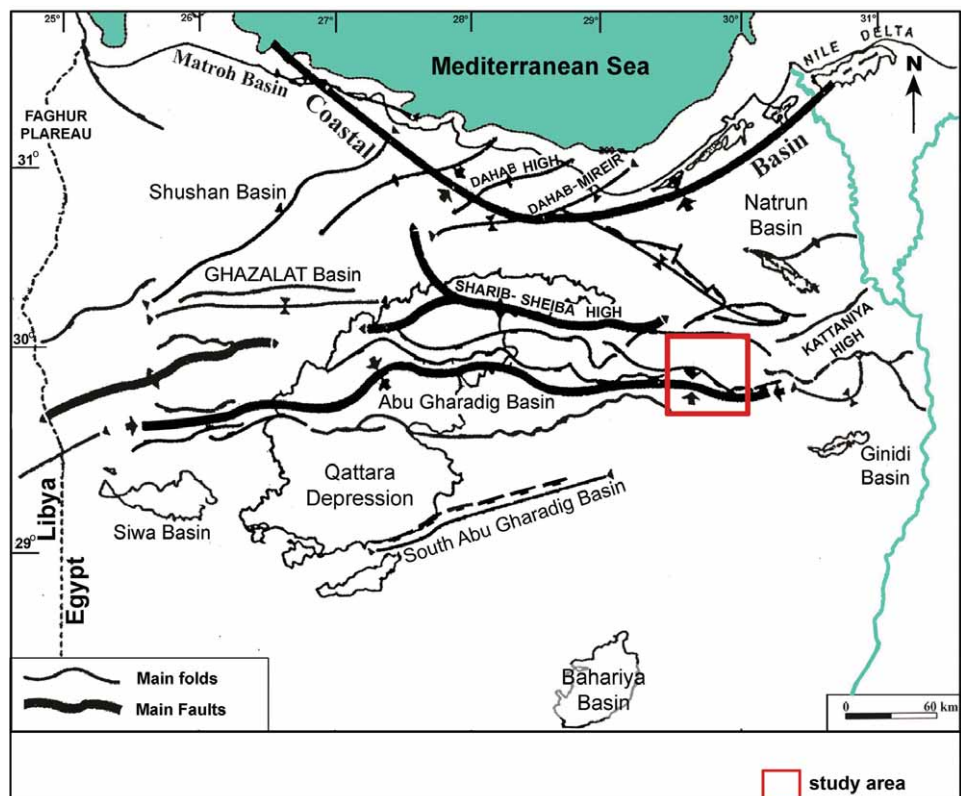 25° 26° 27° 28° 29° 30° 31°
Mediterranean Sea
NILE DELTA
N
Matroh Basin
Coastal
Basin
FAGHUR
PLAREAU
31°
DAHAB HIGH
DAHAB-MIREIR
Shushan Basin
Natrun
Basin
GHAZALAT Basin
SHARIB- SHEIBA HIGH
30°
KATTANIYA
HIGH
Abu Gharadig Basin
Qattara
Depression
Ginidi
Basin
Siwa Basin
South Abu Gharadig Basin
29°
Libya
Egypt
Bahariya
Basin
Main folds
Main Faults
0 60 km
study area